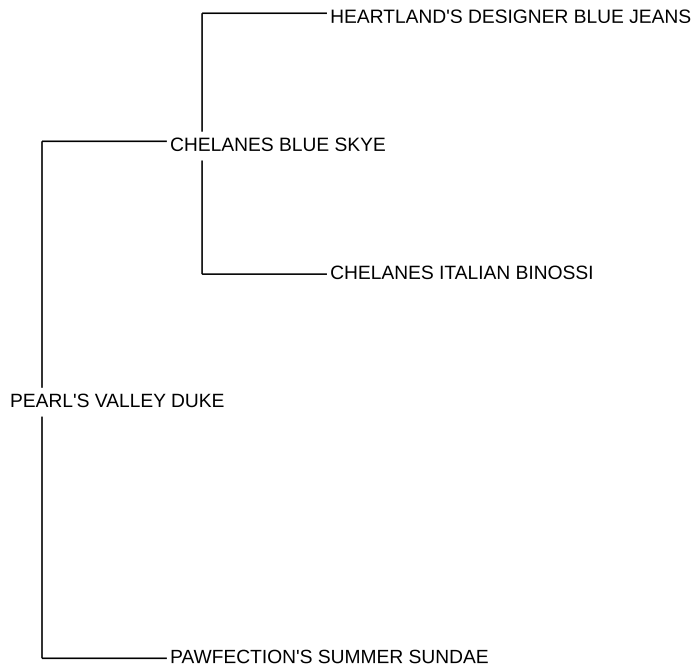 HEARTLAND'S DESIGNER BLUE JEANS
CHELANES BLUE SKYE
CHELANES ITALIAN BINOSSI
PEARL'S VALLEY DUKE
PAWFECTION'S SUMMER SUNDAE